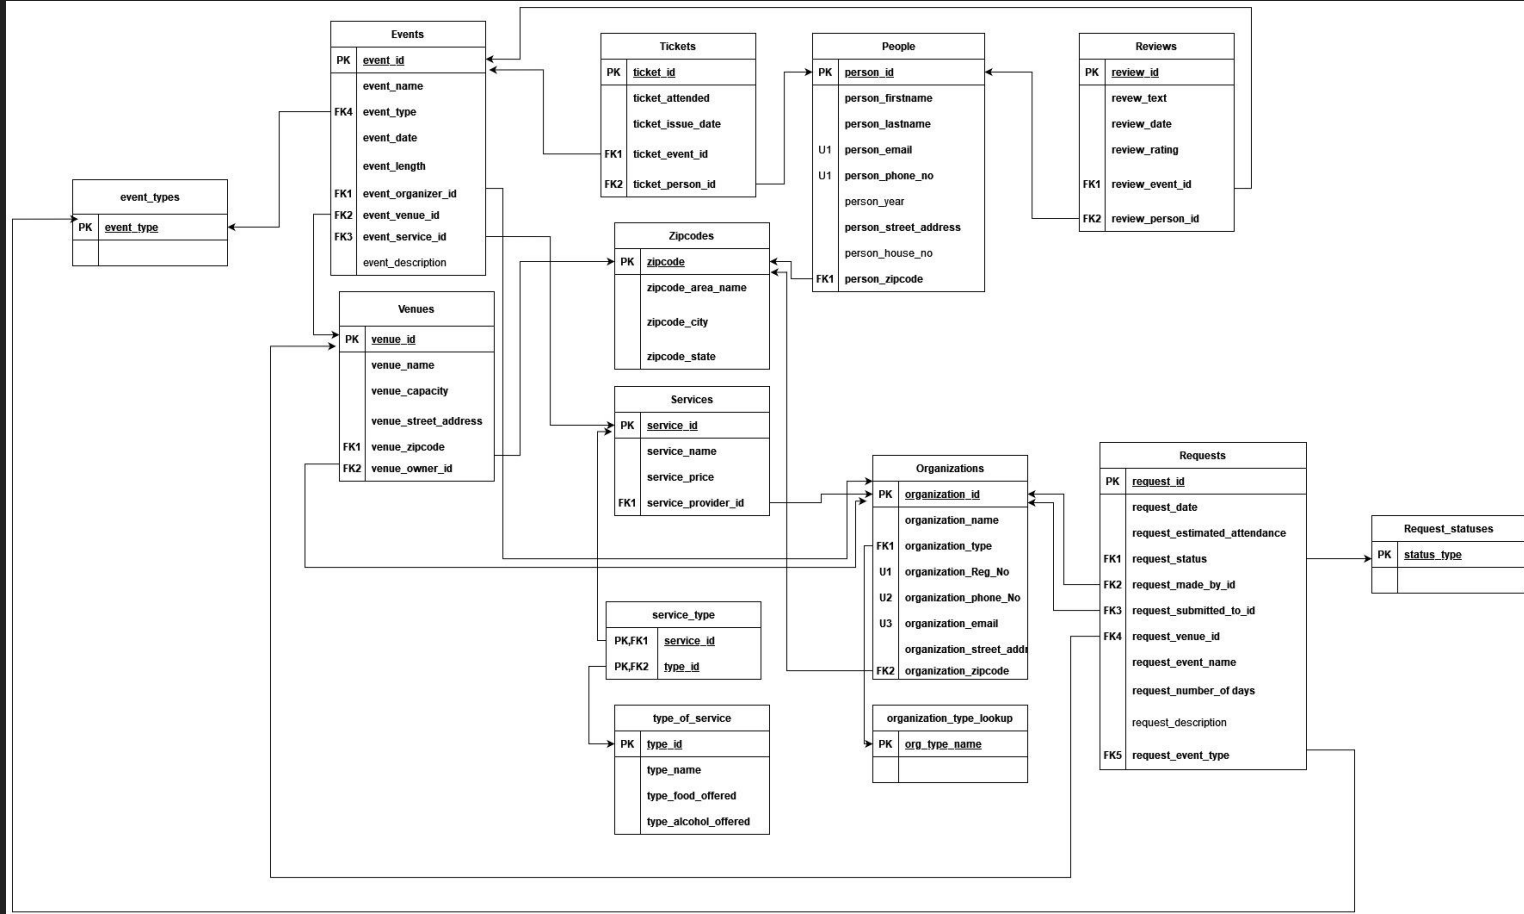 Events
PK event_id
event_name
FK4 event_type
event_date
event_length
FK1 event_organizer_id
FK2 event_venue_id
FK3 event_service_id
event_description
Tickets
PK ticket_id
ticket_attended
ticket_issue_date
FK1 ticket_event_id
FK2 ticket_person_id
People
PK person_id
person_firstname
person_lastname
U1 person_email
U1 person_phone_no
person_year
person_street_address
person_house_no
FK1 person_zipcode
Reviews
PK review_id
revew_text
review_date
review_rating
FK1 review_event_id
FK2 review_person_id
event_types
PK event_type
Zipcodes
PK zipcode
zipcode_area_name
zipcode_city
zipcode_state
Venues
PK venue_id
venue_name
venue_capacity
venue_street_address
FK1 venue_zipcode
FK2 venue_owner_id
Services
PK service_id
service_name
service_price
FK1 service_provider_id
Organizations
PK organization_id
organization_name
FK1 organization_type
U1 organization_Reg_No
U2 organization_phone_No
U3 organization_email
organization_street_addr
FK2 organization_zipcode
Requests
PK request_id
request_date
request_estimated_attendance
FK1 request_status
FK2 request_made_by_id
FK3 request_submitted_to_id
FK4 request_venue_id
request_event_name
request_number_of days
request_description
FK5 request_event_type
Request_statuses
PK status_type
service_type
PK,FK1 service_id
PK,FK2 type_id
type_of_service
PK type_id
type_name
type_food_offered
type_alcohol_offered
organization_type_lookup
PK org_type_name